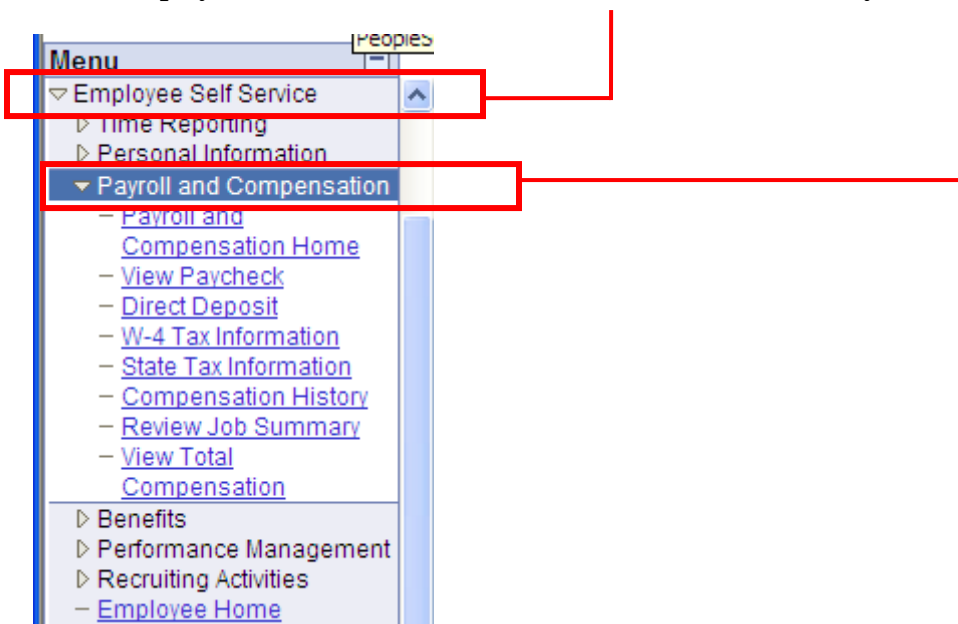 PeopleS
Menu
Employee Self Service
Time Reporting
Personal Information
Payroll and Compensation
Payroll and
Compensation Home
View Paycheck
Direct Deposit
W-4 Tax Information
State Tax Information
Compensation History
Review Job Summary
View Total
Compensation
Benefits
Performance Management
Recruiting Activities
Employee Home